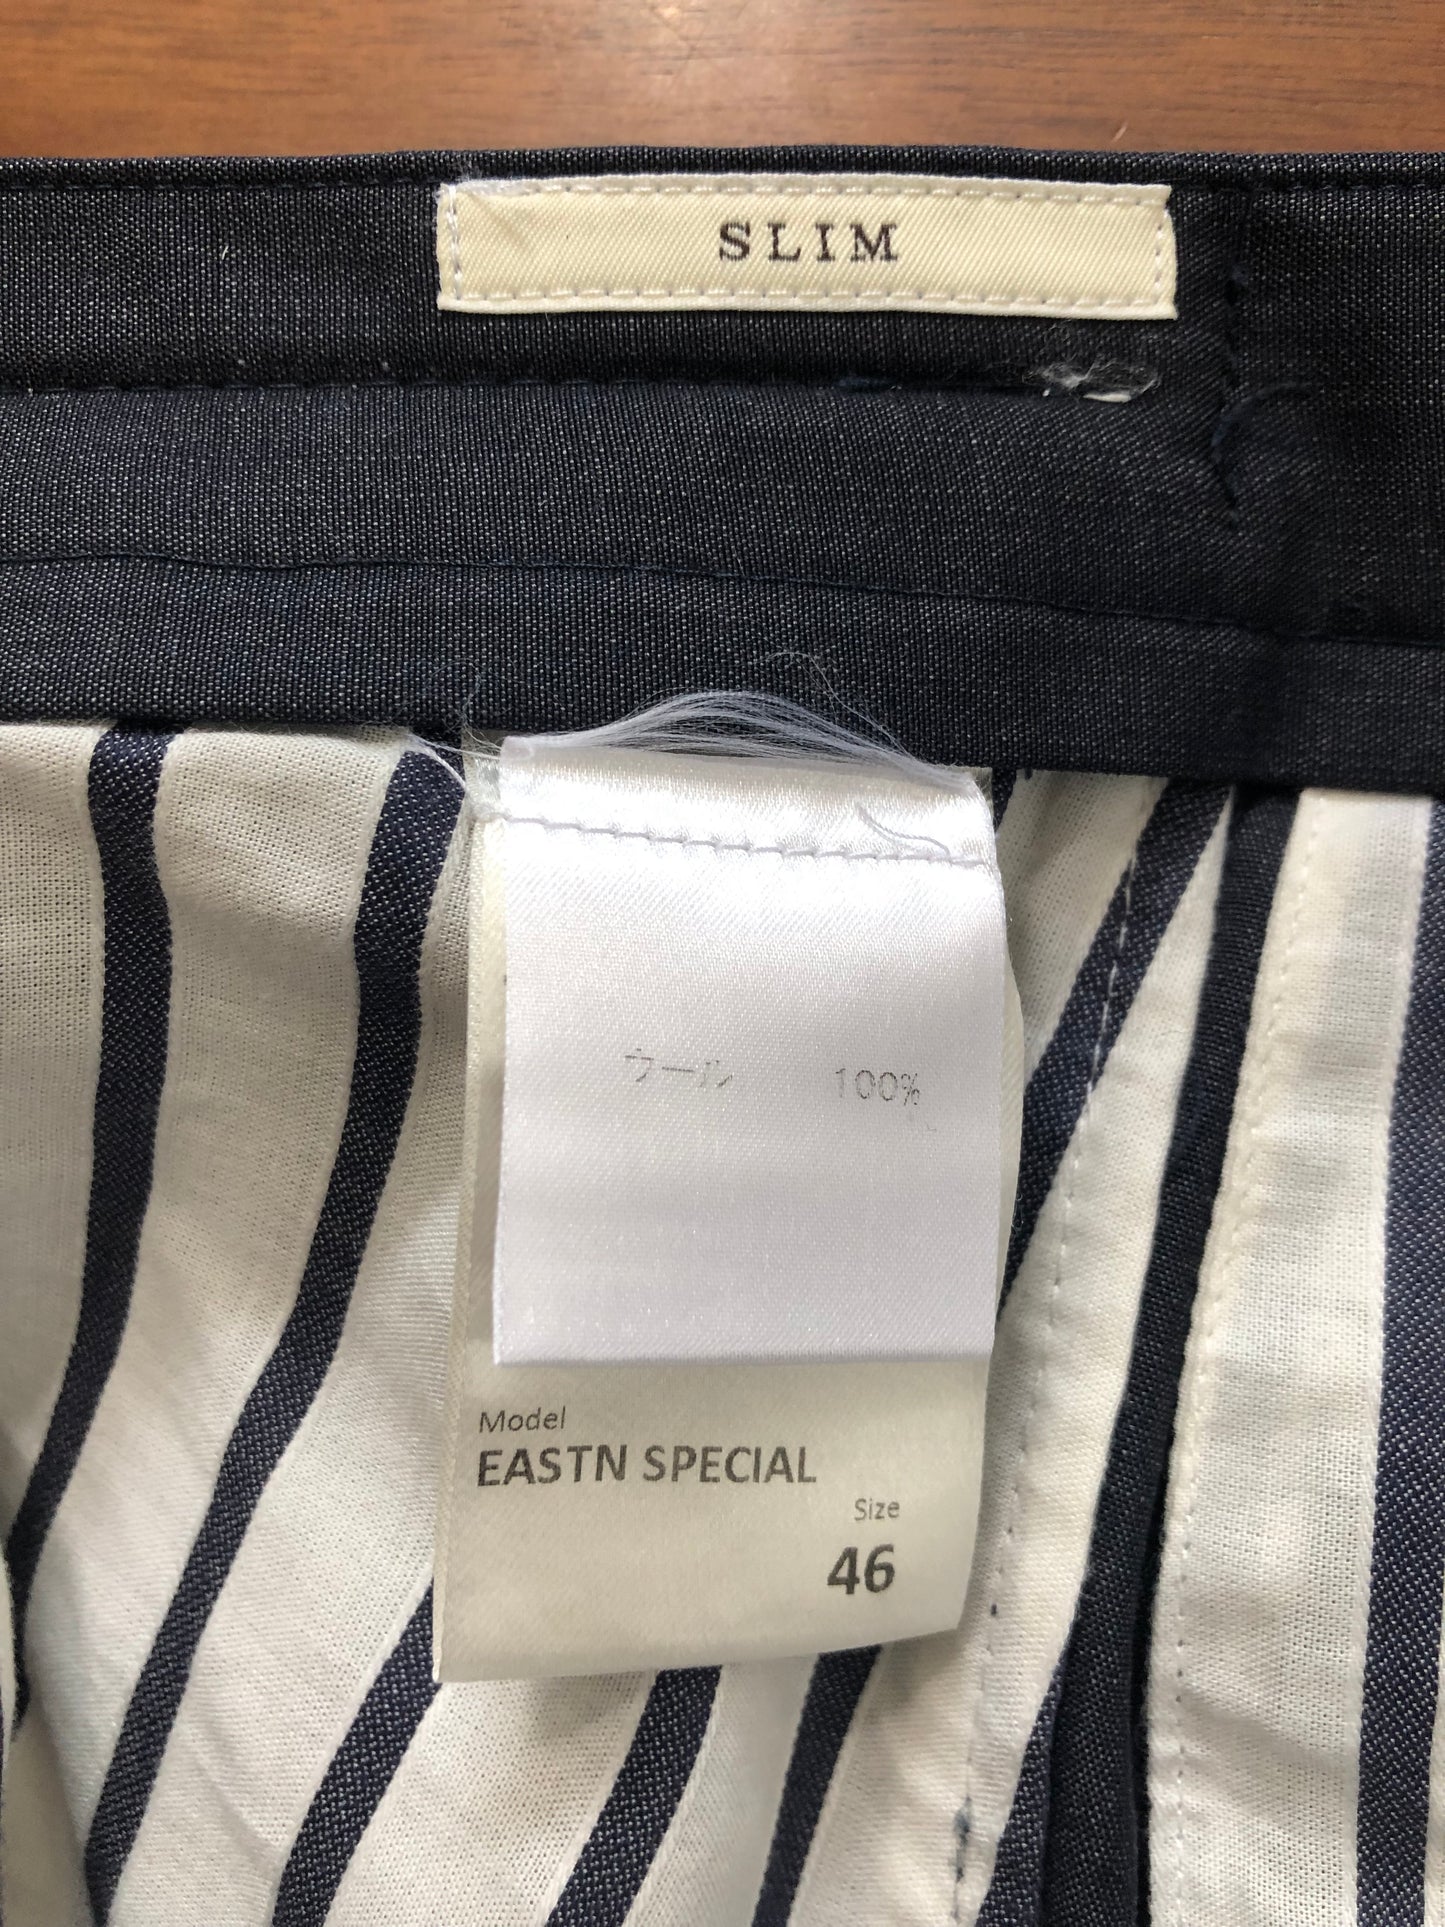 SLIM
ウール 100%
Model
EASTN SPECIAL
Size
46